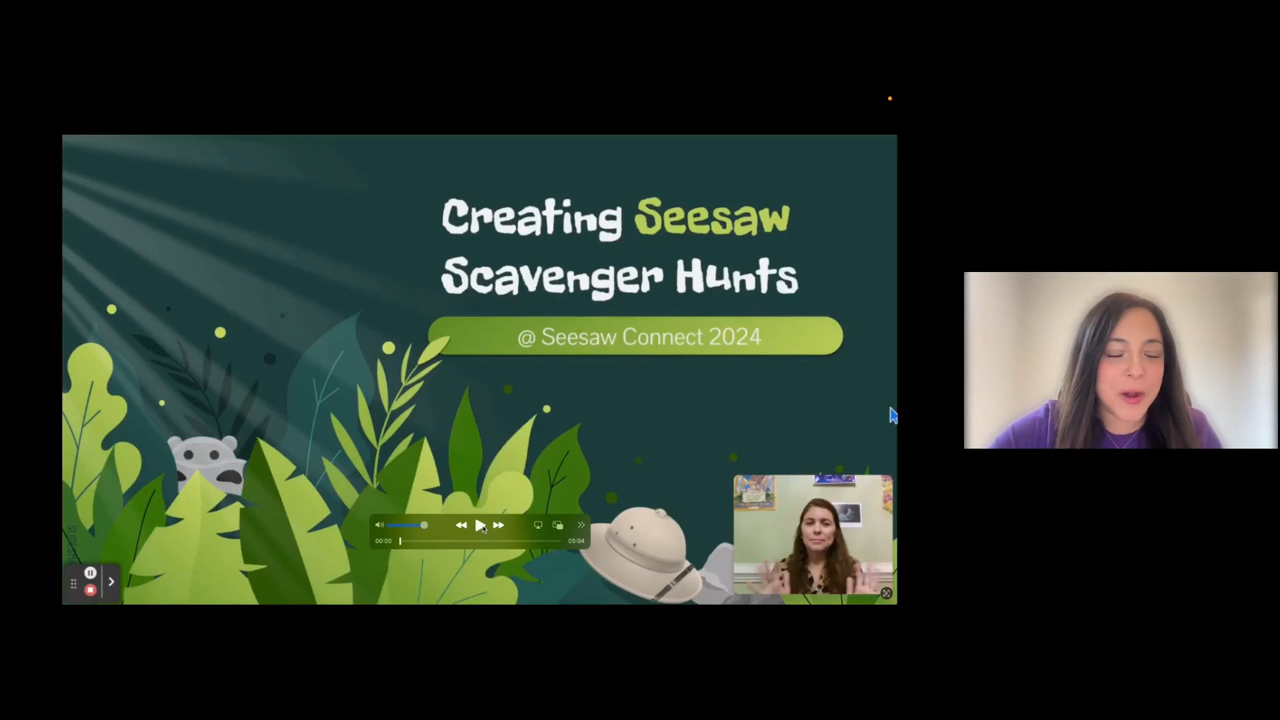 Creating Seesaw
Scavenger Hunts
@ Seesaw Connect 2024
00:00
05:04